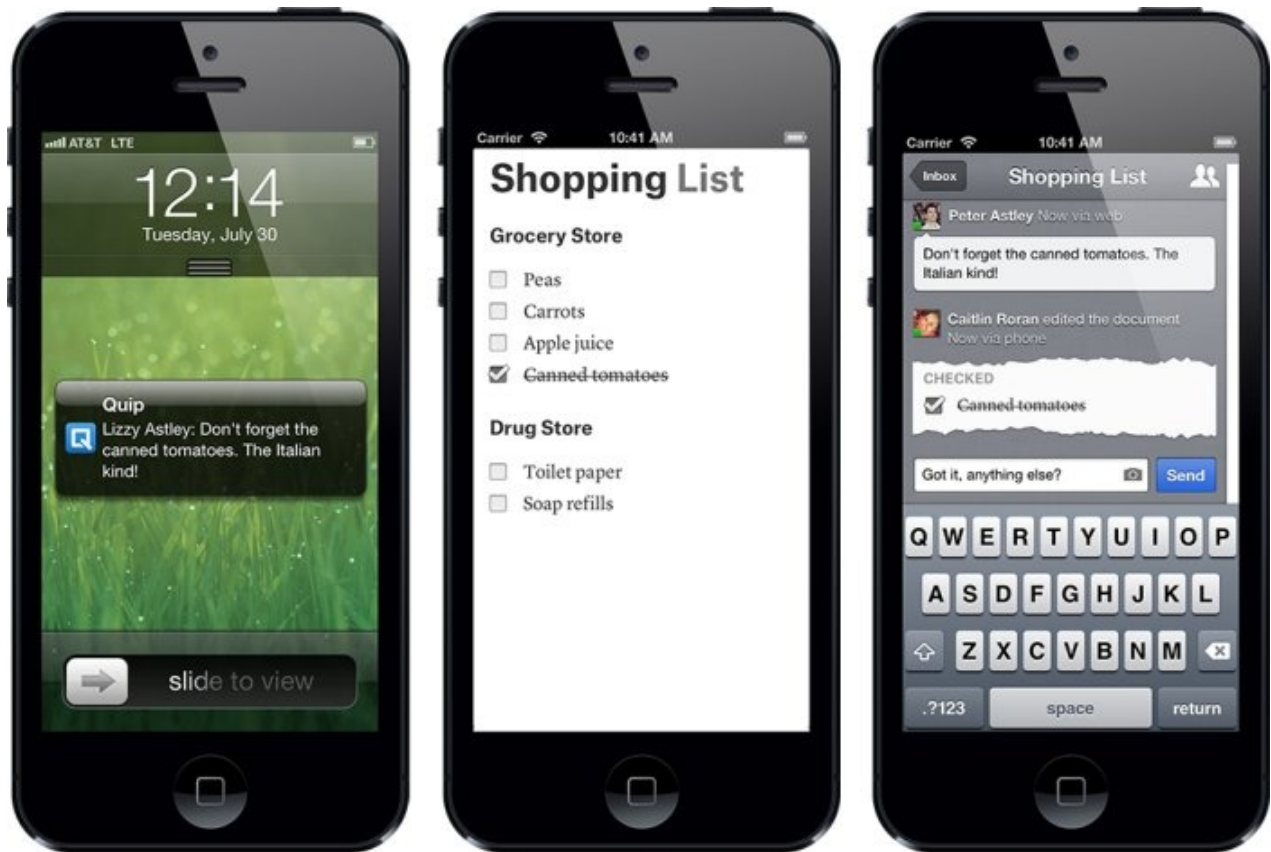 AT&T LTE
12:14
Tuesday, July 30
Quip
Lizzy Astley: Don't forget the
canned tomatoes. The Italian
kind!
slide to view
Carrier 10:41 AM
Shopping List
Grocery Store
Peas
Carrots
Apple juice
Canned tomatoes
Drug Store
Toilet paper
Soap refills
Carrier 10:41 AM
Inbox Shopping List
Peter Astley Now via web
Don't forget the canned tomatoes. The
Italian kind!
Caitlin Roran edited the document
Now via phone
CHECKED
Canned tomatoes
Got it, anything else? Send
Q W E R T Y U I O P
A S D F G H J K L
Z X C V B N M
.?123 space return